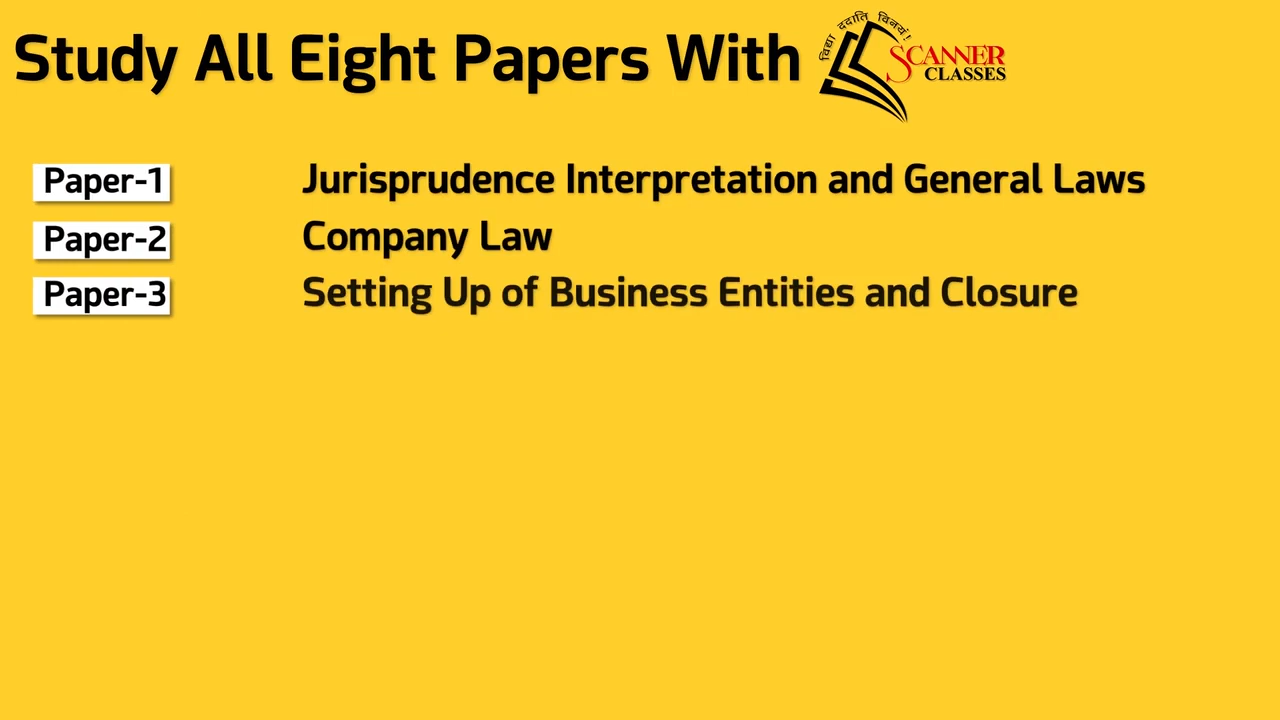 Study All Eight Papers With
विद्या ददाति विनयं!
SCANNER
CLASSES
Paper-1 Jurisprudence Interpretation and General Laws
Paper-2 Company Law
Paper-3 Setting Up of Business Entities and Closure